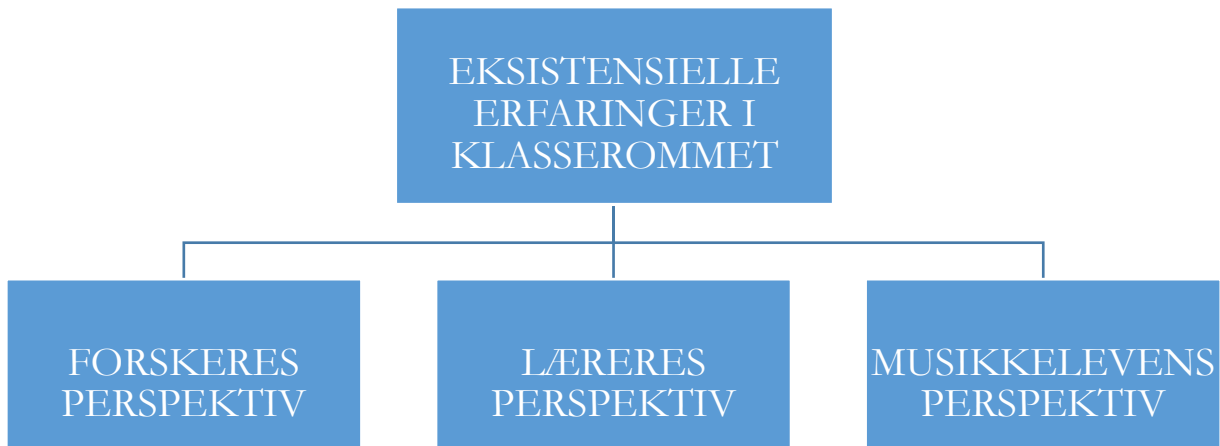 EKSISTENSIELLE
ERFARINGER I
KLASSEROMMET
FORSKERES
PERSPEKTIV
LÆRERES
PERSPEKTIV
MUSIKKELEVENS
PERSPEKTIV